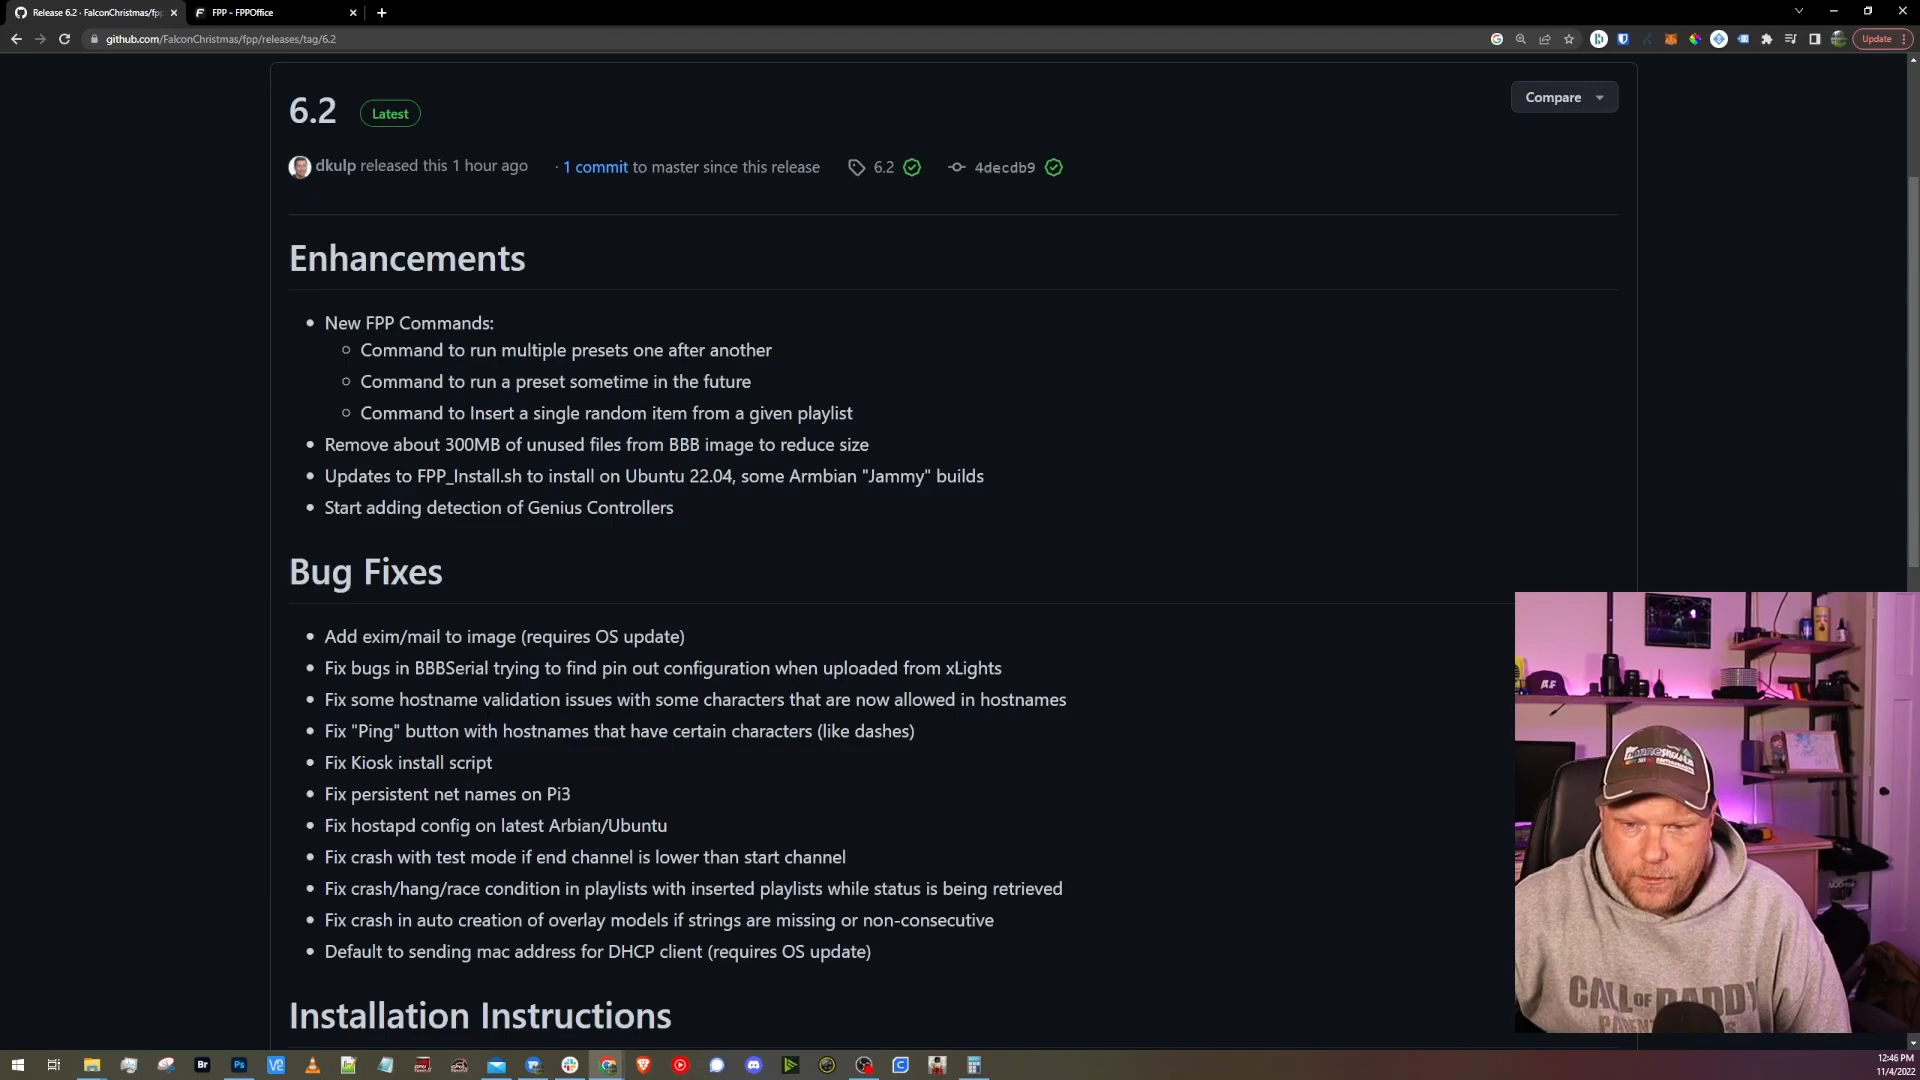 Release 6.2 · FalconChristmas/fpp
FPP - FPPOffice
github.com/FalconChristmas/fpp/releases/tag/6.2
Update
6.2
Latest
Compare
dkulp released this 1 hour ago
· 1 commit to master since this release
6.2
4decdb9
Enhancements
New FPP Commands:
Command to run multiple presets one after another
Command to run a preset sometime in the future
Command to Insert a single random item from a given playlist
Remove about 300MB of unused files from BBB image to reduce size
Updates to FPP_Install.sh to install on Ubuntu 22.04, some Armbian "Jammy" builds
Start adding detection of Genius Controllers
Bug Fixes
Add exim/mail to image (requires OS update)
Fix bugs in BBBSerial trying to find pin out configuration when uploaded from xLights
Fix some hostname validation issues with some characters that are now allowed in hostnames
Fix "Ping" button with hostnames that have certain characters (like dashes)
Fix Kiosk install script
Fix persistent net names on Pi3
Fix hostapd config on latest Arbian/Ubuntu
Fix crash with test mode if end channel is lower than start channel
Fix crash/hang/race condition in playlists with inserted playlists while status is being retrieved
Fix crash in auto creation of overlay models if strings are missing or non-consecutive
Default to sending mac address for DHCP client (requires OS update)
Installation Instructions
CALL OF DADDY
Br
Ps
12:46 PM
11/4/2022